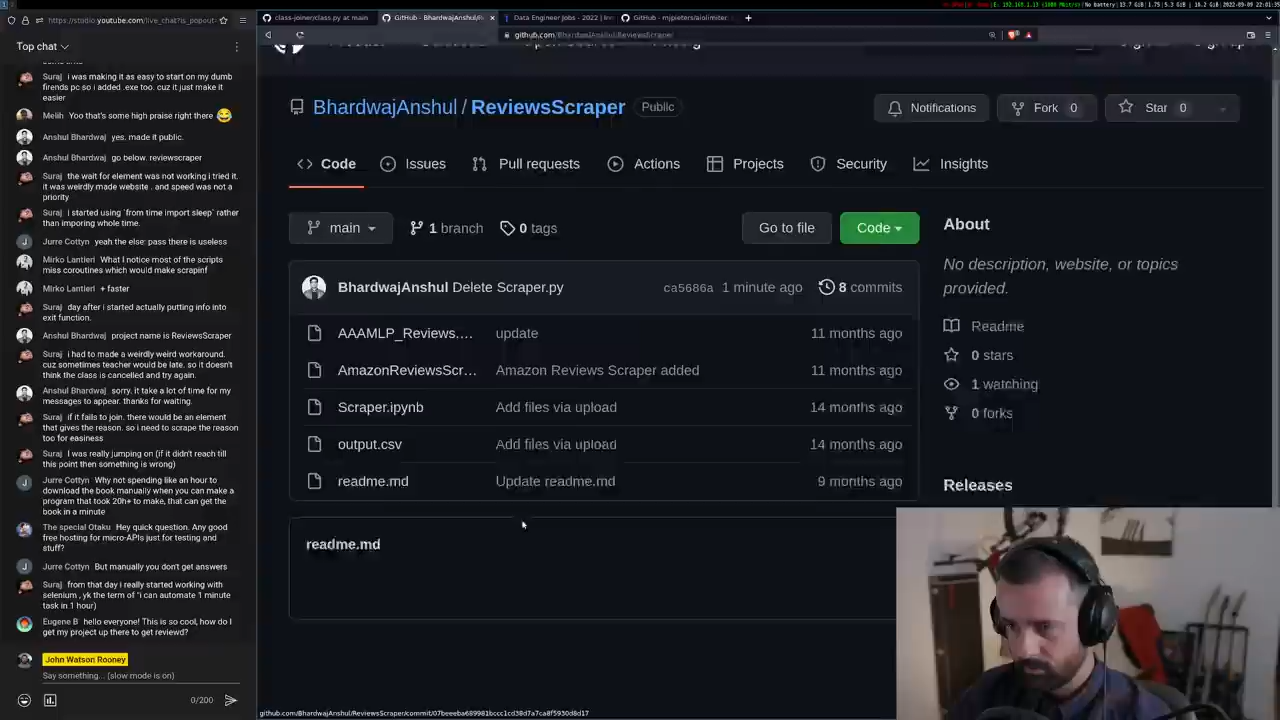 https://studio.youtube.com/live_chat?is_popout=
Top chat
Suraj i was making it as easy to start on my dumb
firends pc so i added .exe too. cuz it just make it
easier
Melih Yoo that's some high praise right there 😂
Anshul Bhardwaj yes. made it public.
Anshul Bhardwaj go below. reviewscraper
Suraj the wait for element was not working i tried it.
it was weirdly made website . and speed was not a
priority
Suraj i started using `from time import sleep` rather
than imporing whole time.
Jurre Cottyn yeah the else: pass there is useless
Mirko Lantieri What I notice most of the scripts
miss coroutines which would make scrapinf
Mirko Lantieri + faster
Suraj day after i started actually putting info into
exit function.
Anshul Bhardwaj project name is ReviewsScraper
Suraj i had to made a weirdly weird workaround.
cuz sometimes teacher would be late, so it doesn't
think the class is cancelled and try again.
Anshul Bhardwaj sorry. it take a lot of time for my
messages to appear. thanks for waiting.
Suraj if it fails to join. there would be an element
that gives the reason. so i need to scrape the reason
too for easiness
Suraj I was really jumping on (if it didn't reach till
this point then something is wrong)
Jurre Cottyn Why not spending like an hour to
download the book manually when you can make a
program that took 20h+ to make, that can get the
book in a minute
The special Otaku Hey quick question. Any good
free hosting for micro-APIs just for testing and
stuff?
Jurre Cottyn But manually you don't get answers
Suraj from that day i really started working with
selenium , yk the term of "i can automate 1 minute
task in 1 hour)
Eugene B hello everyone! This is so cool, how do I
get my project up there to get reviewd?
John Watson Rooney
Say something... (slow mode is on)
0/200
class-joiner/class.py at main
GitHub - BhardwajAnshul/Re
Data Engineer Jobs - 2022 | In
GitHub - mjpieters/aiolimiter:
github.com/BhardwajAnshul/ReviewsScraper
BhardwajAnshul / ReviewsScraper Public
Notifications
Fork 0
Star 0
Code
Issues
Pull requests
Actions
Projects
Security
Insights
main
1 branch
0 tags
Go to file
Code
BhardwajAnshul Delete Scraper.py ca5686a 1 minute ago 8 commits
AAAMLP_Reviews.... update 11 months ago
AmazonReviewsScr... Amazon Reviews Scraper added 11 months ago
Scraper.ipynb Add files via upload 14 months ago
output.csv Add files via upload 14 months ago
readme.md Update readme.md 9 months ago
readme.md
About
No description, website, or topics
provided.
Readme
0 stars
1 watching
0 forks
Releases